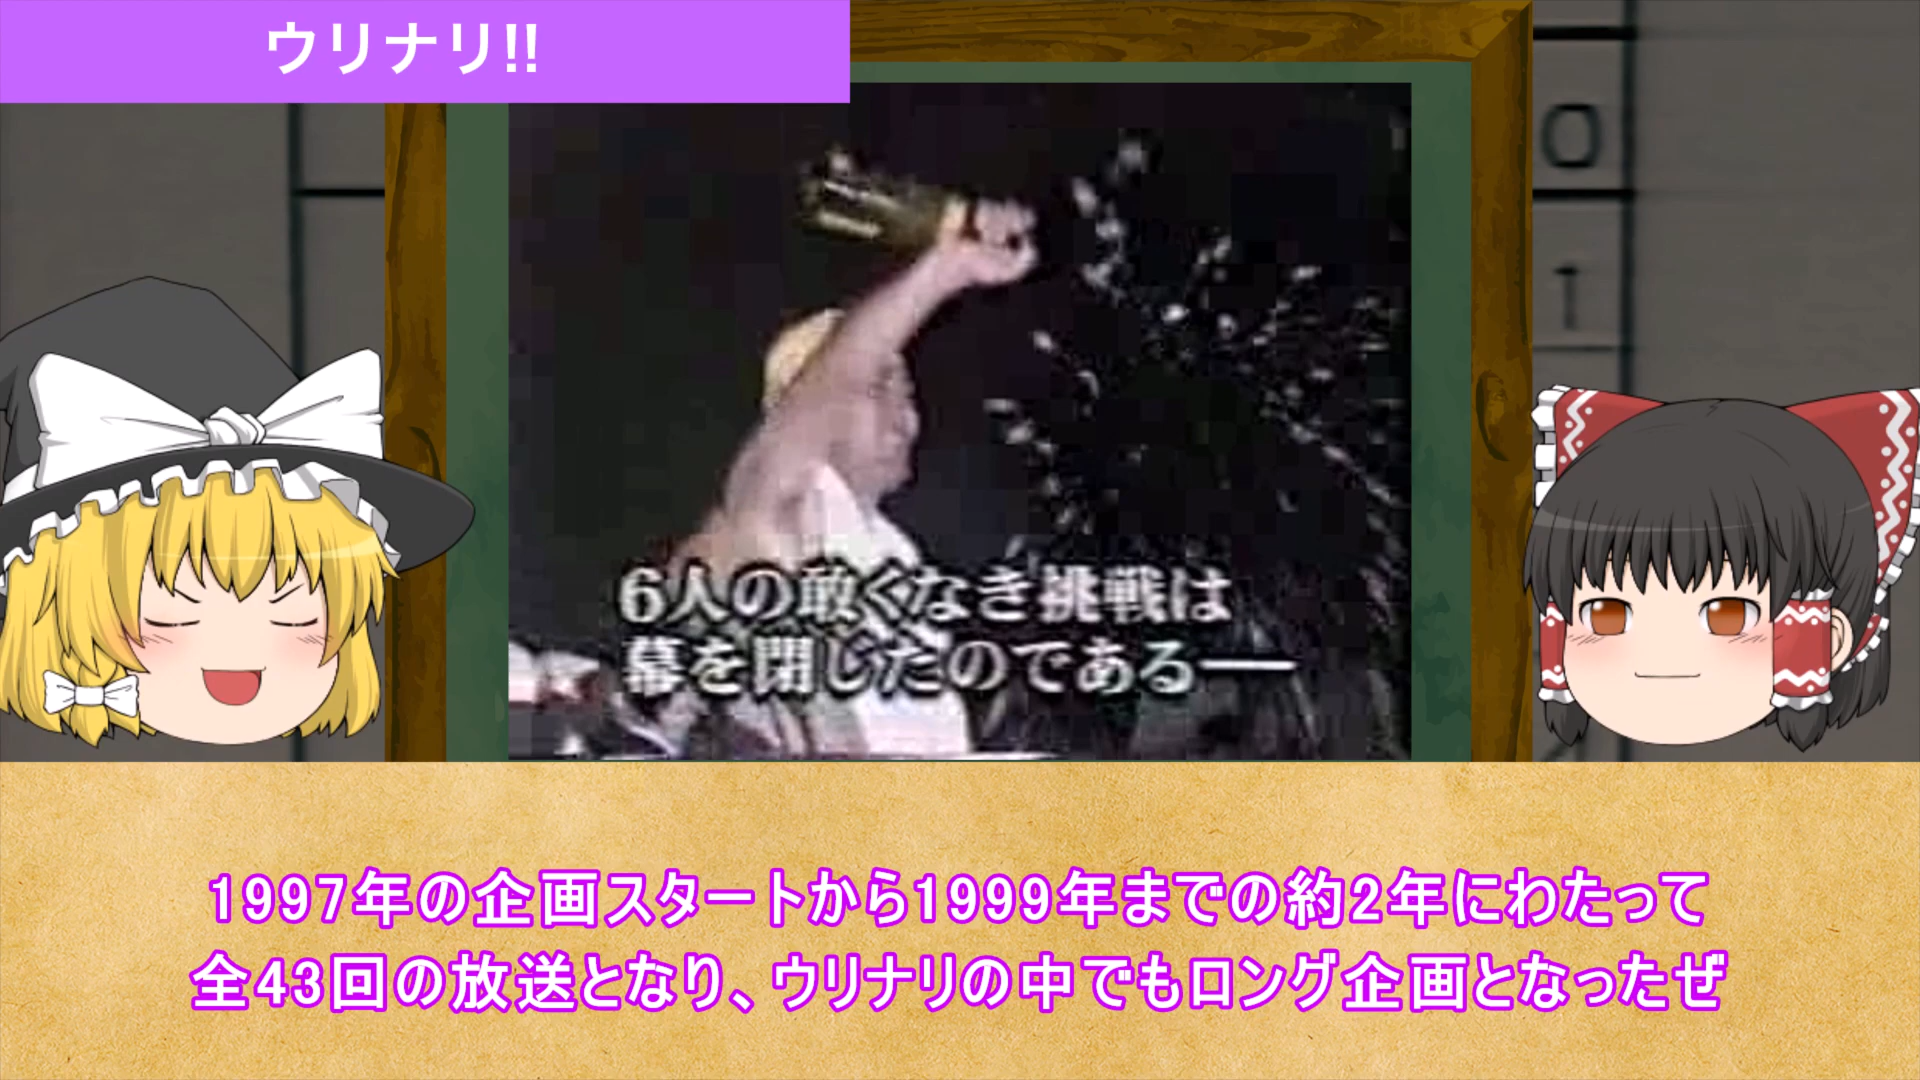 ウリナリ!!
0
1
6人の敢くなき挑戦は
幕を閉じたのである―
1997年の企画スタートから1999年までの約2年にわたって
全43回の放送となり、ウリナリの中でもロング企画となったぜ